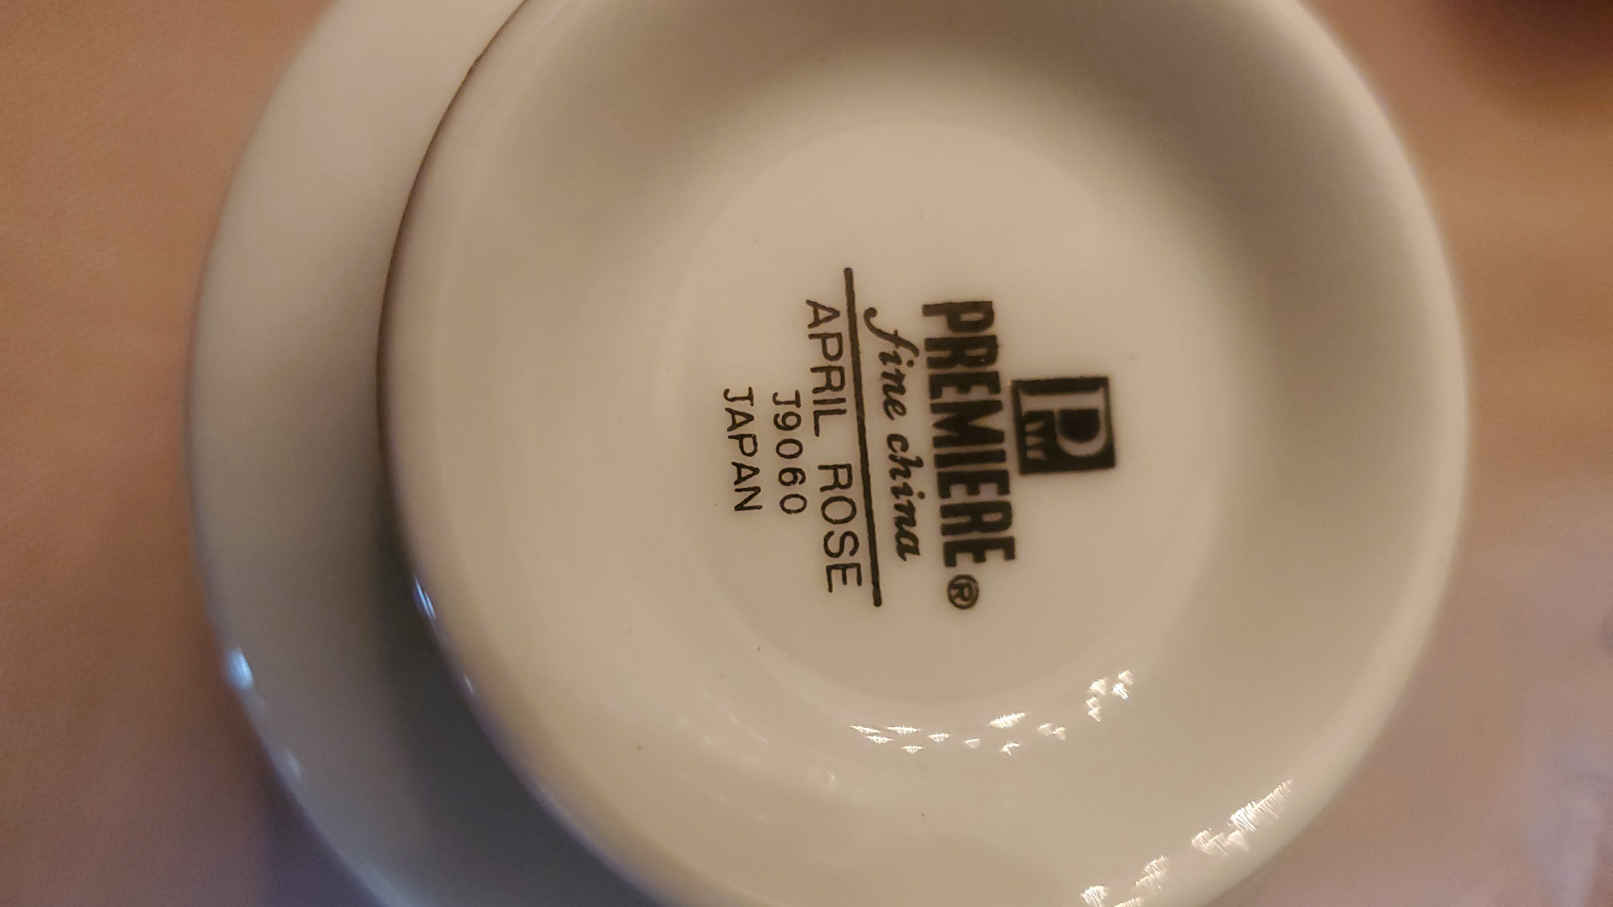 P
PREMIERE®
fine china
APRIL ROSE
J9060
JAPAN